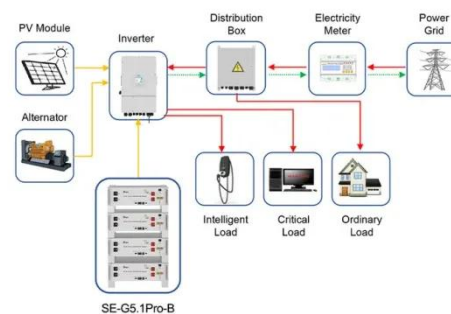 PV Module
Inverter
Distribution
Box
Electricity
Meter
Power
Grid
Alternator
Intelligent
Load
Critical
Load
Ordinary
Load
SE-G5.1Pro-B